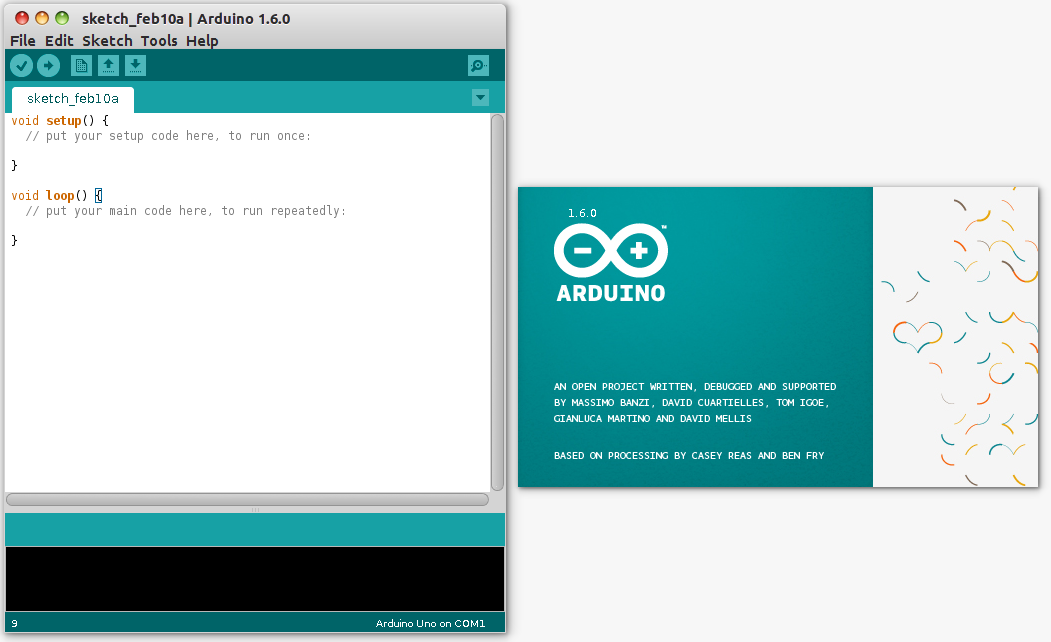 sketch_feb10a | Arduino 1.6.0
File Edit Sketch Tools Help
sketch_feb10a
void setup() {
  // put your setup code here, to run once:
}
void loop() {
  // put your main code here, to run repeatedly:
}
9
Arduino Uno on COM1
1.6.0
TM
ARDUINO
AN OPEN PROJECT WRITTEN, DEBUGGED AND SUPPORTED
BY MASSIMO BANZI, DAVID CUARTIELLES, TOM IGOE,
GIANLUCA MARTINO AND DAVID MELLIS
BASED ON PROCESSING BY CASEY REAS AND BEN FRY